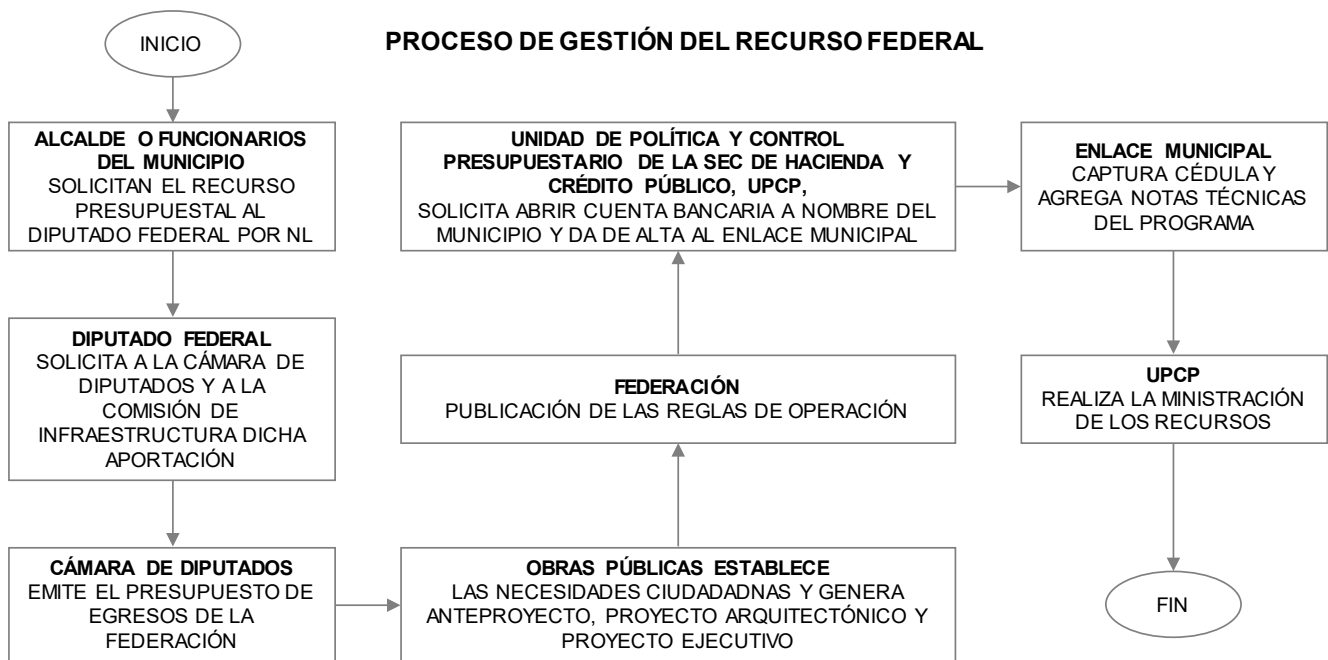 INICIO
PROCESO DE GESTIÓN DEL RECURSO FEDERAL
ALCALDE O FUNCIONARIOS
DEL MUNICIPIO
SOLICITAN EL RECURSO
PRESUPUESTAL AL
DIPUTADO FEDERAL POR NL
DIPUTADO FEDERAL
SOLICITA A LA CÁMARA DE
DIPUTADOS Y A LA
COMISIÓN DE
INFRAESTRUCTURA DICHA
APORTACIÓN
CÁMARA DE DIPUTADOS
EMITE EL PRESUPUESTO DE
EGRESOS DE LA
FEDERACIÓN
OBRAS PÚBLICAS ESTABLECE
LAS NECESIDADES CIUDADADNAS Y GENERA
ANTEPROYECTO, PROYECTO ARQUITECTÓNICO Y
PROYECTO EJECUTIVO
FEDERACIÓN
PUBLICACIÓN DE LAS REGLAS DE OPERACIÓN
UNIDAD DE POLÍTICA Y CONTROL
PRESUPUESTARIO DE LA SEC DE HACIENDA Y
CRÉDITO PÚBLICO, UPCP,
SOLICITA ABRIR CUENTA BANCARIA A NOMBRE DEL
MUNICIPIO Y DA DE ALTA AL ENLACE MUNICIPAL
ENLACE MUNICIPAL
CAPTURA CÉDULA Y
AGREGA NOTAS TÉCNICAS
DEL PROGRAMA
UPCP
REALIZA LA MINISTRACIÓN
DE LOS RECURSOS
FIN